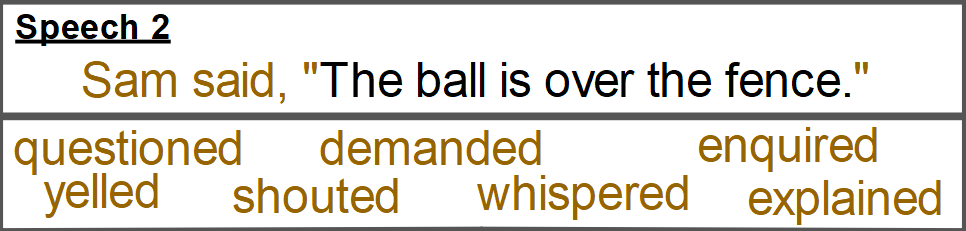 Speech 2
Sam said, "The ball is over the fence."
questioned demanded enquired
yelled shouted whispered explained